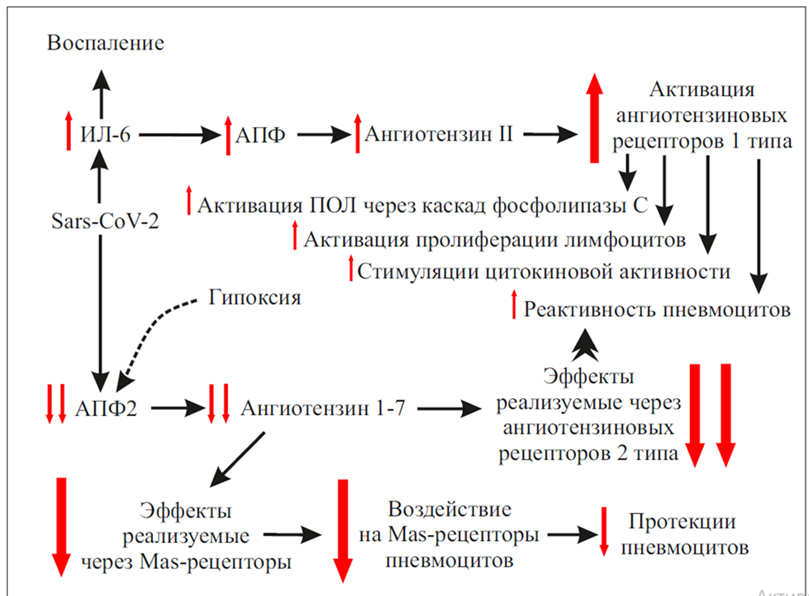 Воспаление
ИЛ-6
АПФ
Ангиотензин II
Активация
ангиотензиновых
рецепторов 1 типа
Sars-CoV-2
Активация ПОЛ через каскад фосфолипазы С
Активация пролиферации лимфоцитов
Стимуляции цитокиновой активности
Гипоксия
Реактивность пневмоцитов
АПФ2
Ангиотензин 1-7
Эффекты
реализуемые через
ангиотензиновых
рецепторов 2 типа
Эффекты
реализуемые
через Mas-рецепторы
Воздействие
на Mas-рецепторы
пневмоцитов
Протекции
пневмоцитов